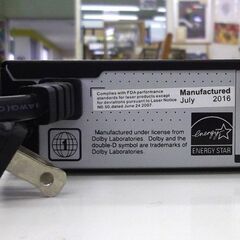 Complies with FDA performance
standards for laser products except
for deviations pursuant to Laser Notice
No.50, dated June 24 2007
Manufactured
July 2016
Manufactured under license from
Dolby Laboratories. Dolby and the
double-D symbol are trademarks of
Dolby Laboratories.
energy
ENERGY STAR